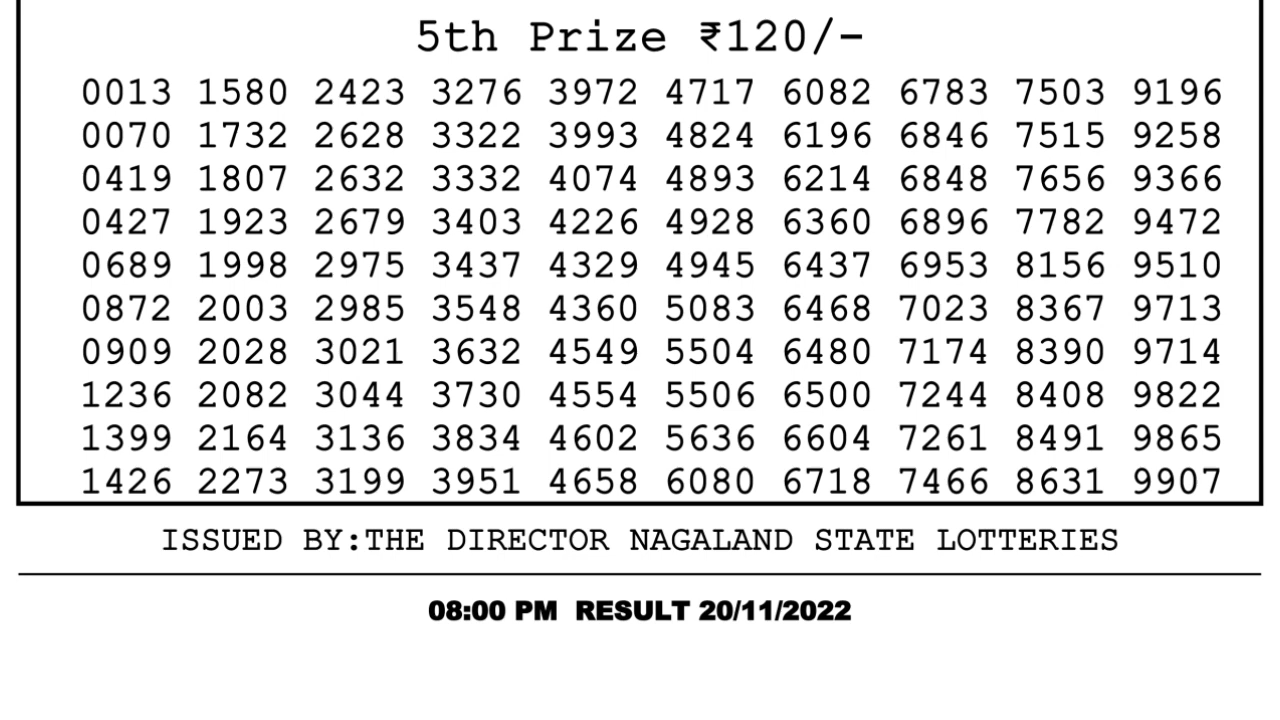 5th Prize ₹120/-
0013 1580 2423 3276 3972 4717 6082 6783 7503 9196
0070 1732 2628 3322 3993 4824 6196 6846 7515 9258
0419 1807 2632 3332 4074 4893 6214 6848 7656 9366
0427 1923 2679 3403 4226 4928 6360 6896 7782 9472
0689 1998 2975 3437 4329 4945 6437 6953 8156 9510
0872 2003 2985 3548 4360 5083 6468 7023 8367 9713
0909 2028 3021 3632 4549 5504 6480 7174 8390 9714
1236 2082 3044 3730 4554 5506 6500 7244 8408 9822
1399 2164 3136 3834 4602 5636 6604 7261 8491 9865
1426 2273 3199 3951 4658 6080 6718 7466 8631 9907
ISSUED BY:THE DIRECTOR NAGALAND STATE LOTTERIES
08:00 PM RESULT 20/11/2022